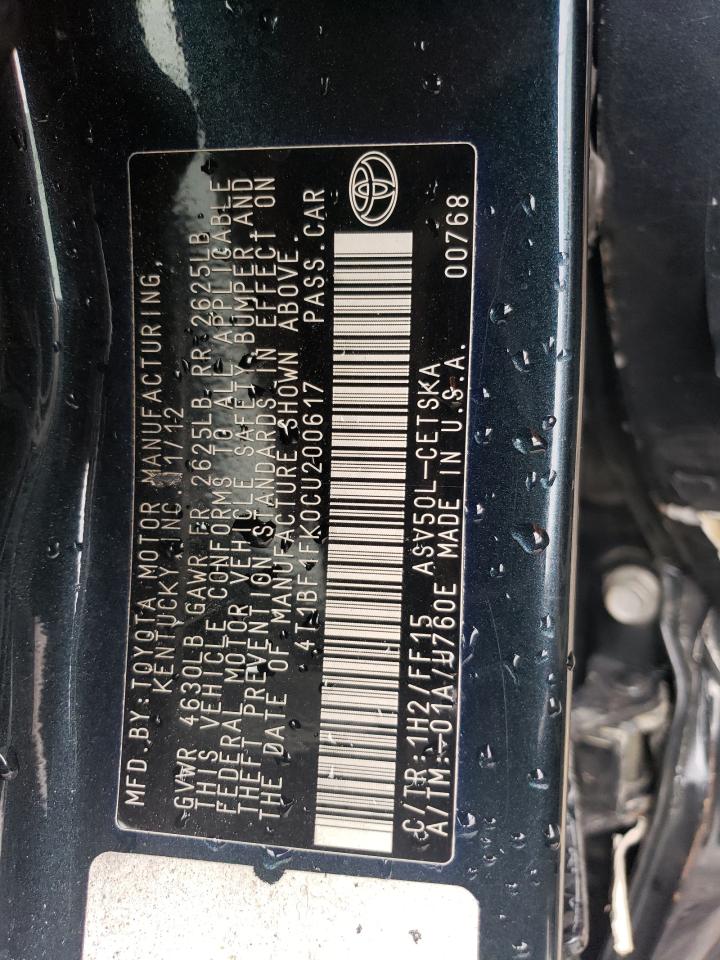 MFD.BY:TOYOTA MOTOR MANUFACTURING,
KENTUCKY INC. 11/12
GVWR 4630LB GAWR FR 2625LB RR 2625LB
THIS VEHICLE CONFORMS TO ALL APPLICABLE
FEDERAL MOTOR VEHICLE SAFETY BUMPER AND
THEFT PREVENTION STANDARDS IN EFFECT ON
THE DATE OF MANUFACTURE SHOWN ABOVE.
4T1BF1FK0CU200617 PASS.CAR
C/TR:1H2/FF15 ASV50L-CETSKA
A/TM:-01A/U760E MADE IN U.S.A. 00768